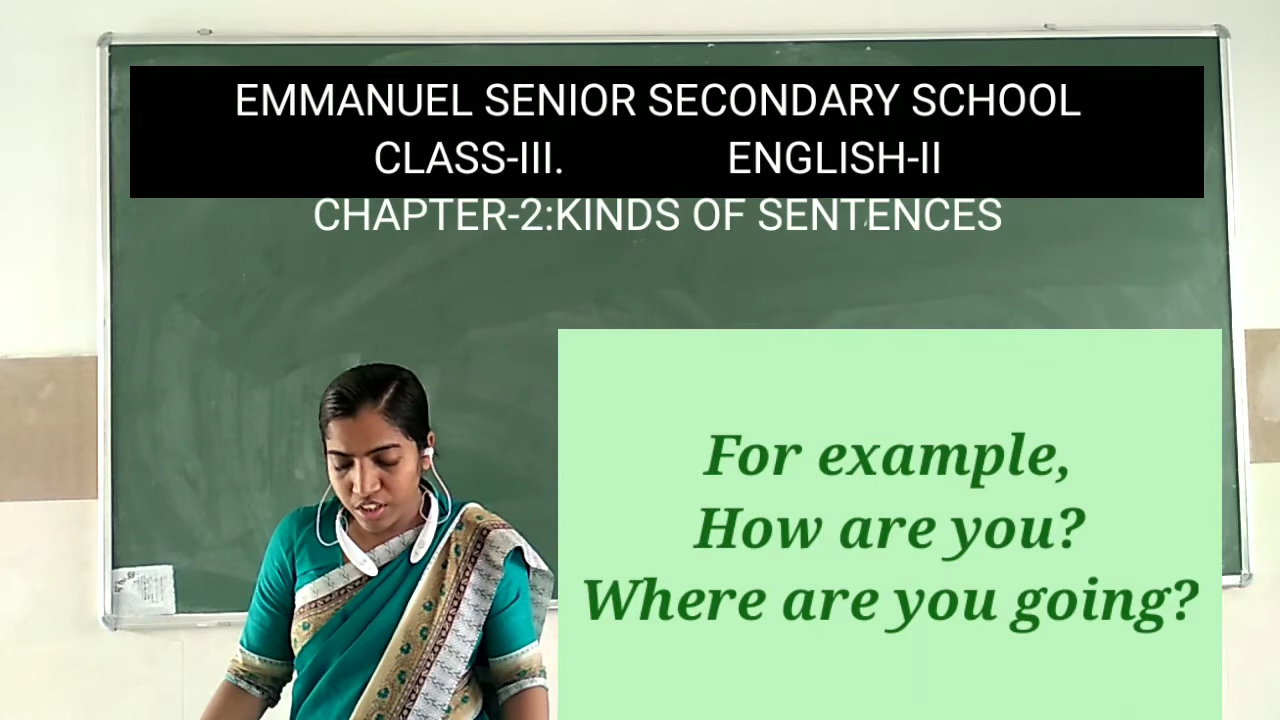 EMMANUEL SENIOR SECONDARY SCHOOL
CLASS-III. ENGLISH-II
CHAPTER-2:KINDS OF SENTENCES
For example,
How are you?
Where are you going?